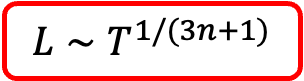 L ~ T^{1/(3n+1)}